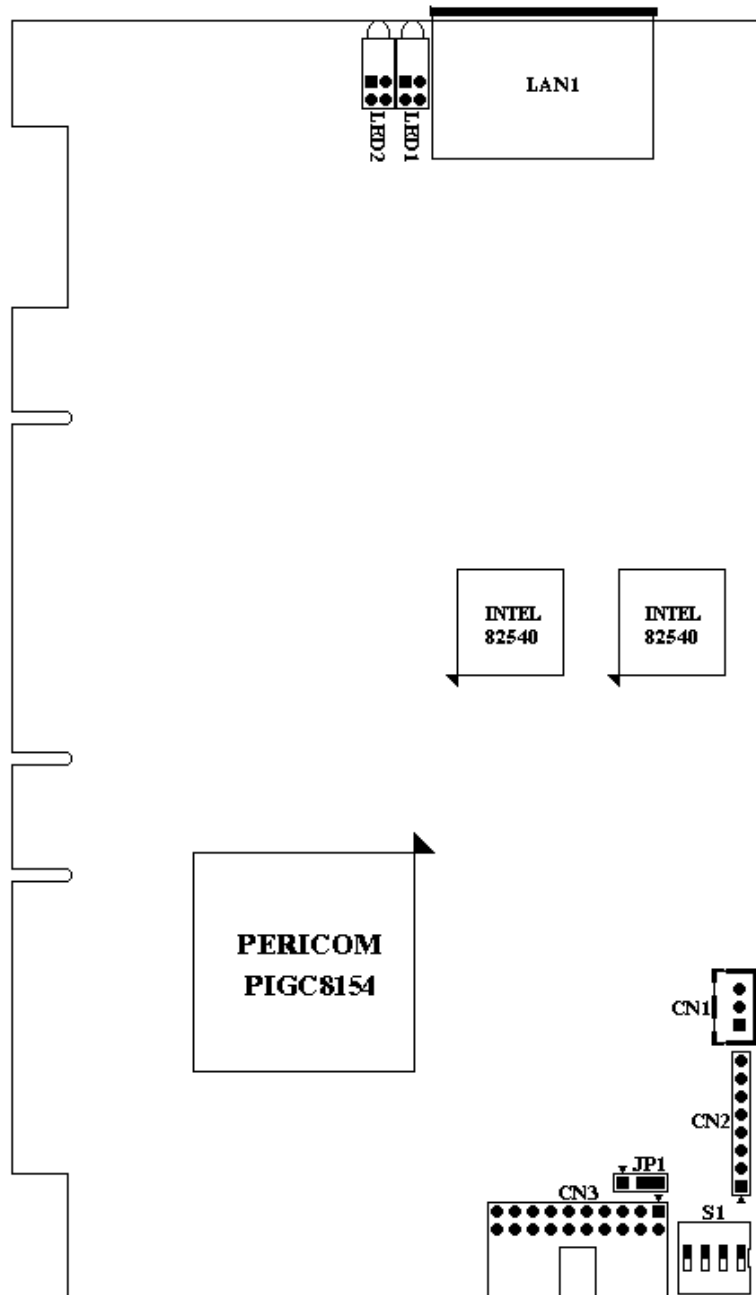 LAN1
LED2
LED1
INTEL
82540
INTEL
82540
PERICOM
PIGC8154
CN1
CN2
JP1
CN3
S1